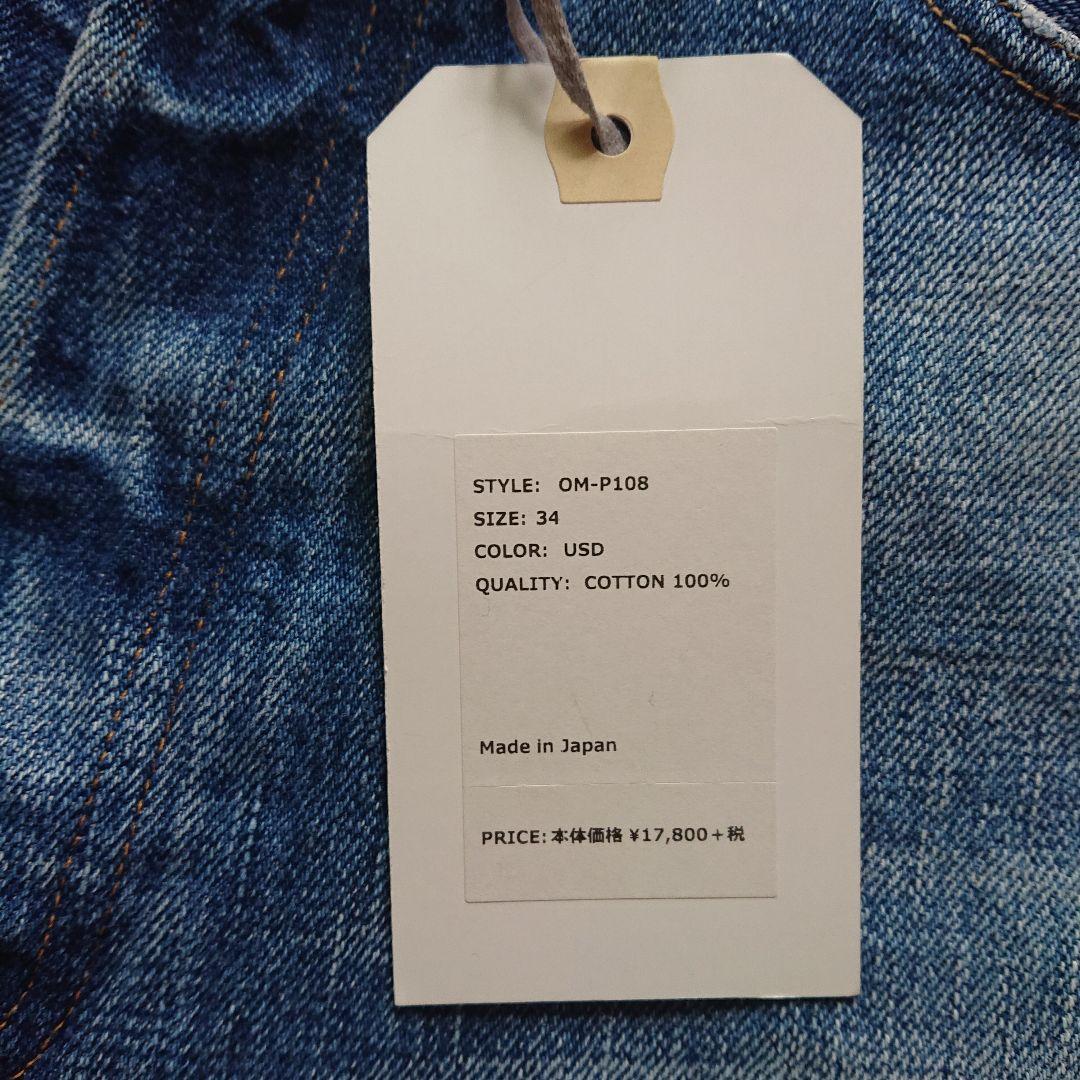 STYLE: OM-P108
SIZE: 34
COLOR: USD
QUALITY: COTTON 100%
Made in Japan
PRICE: 本体価格 ¥17,800+税